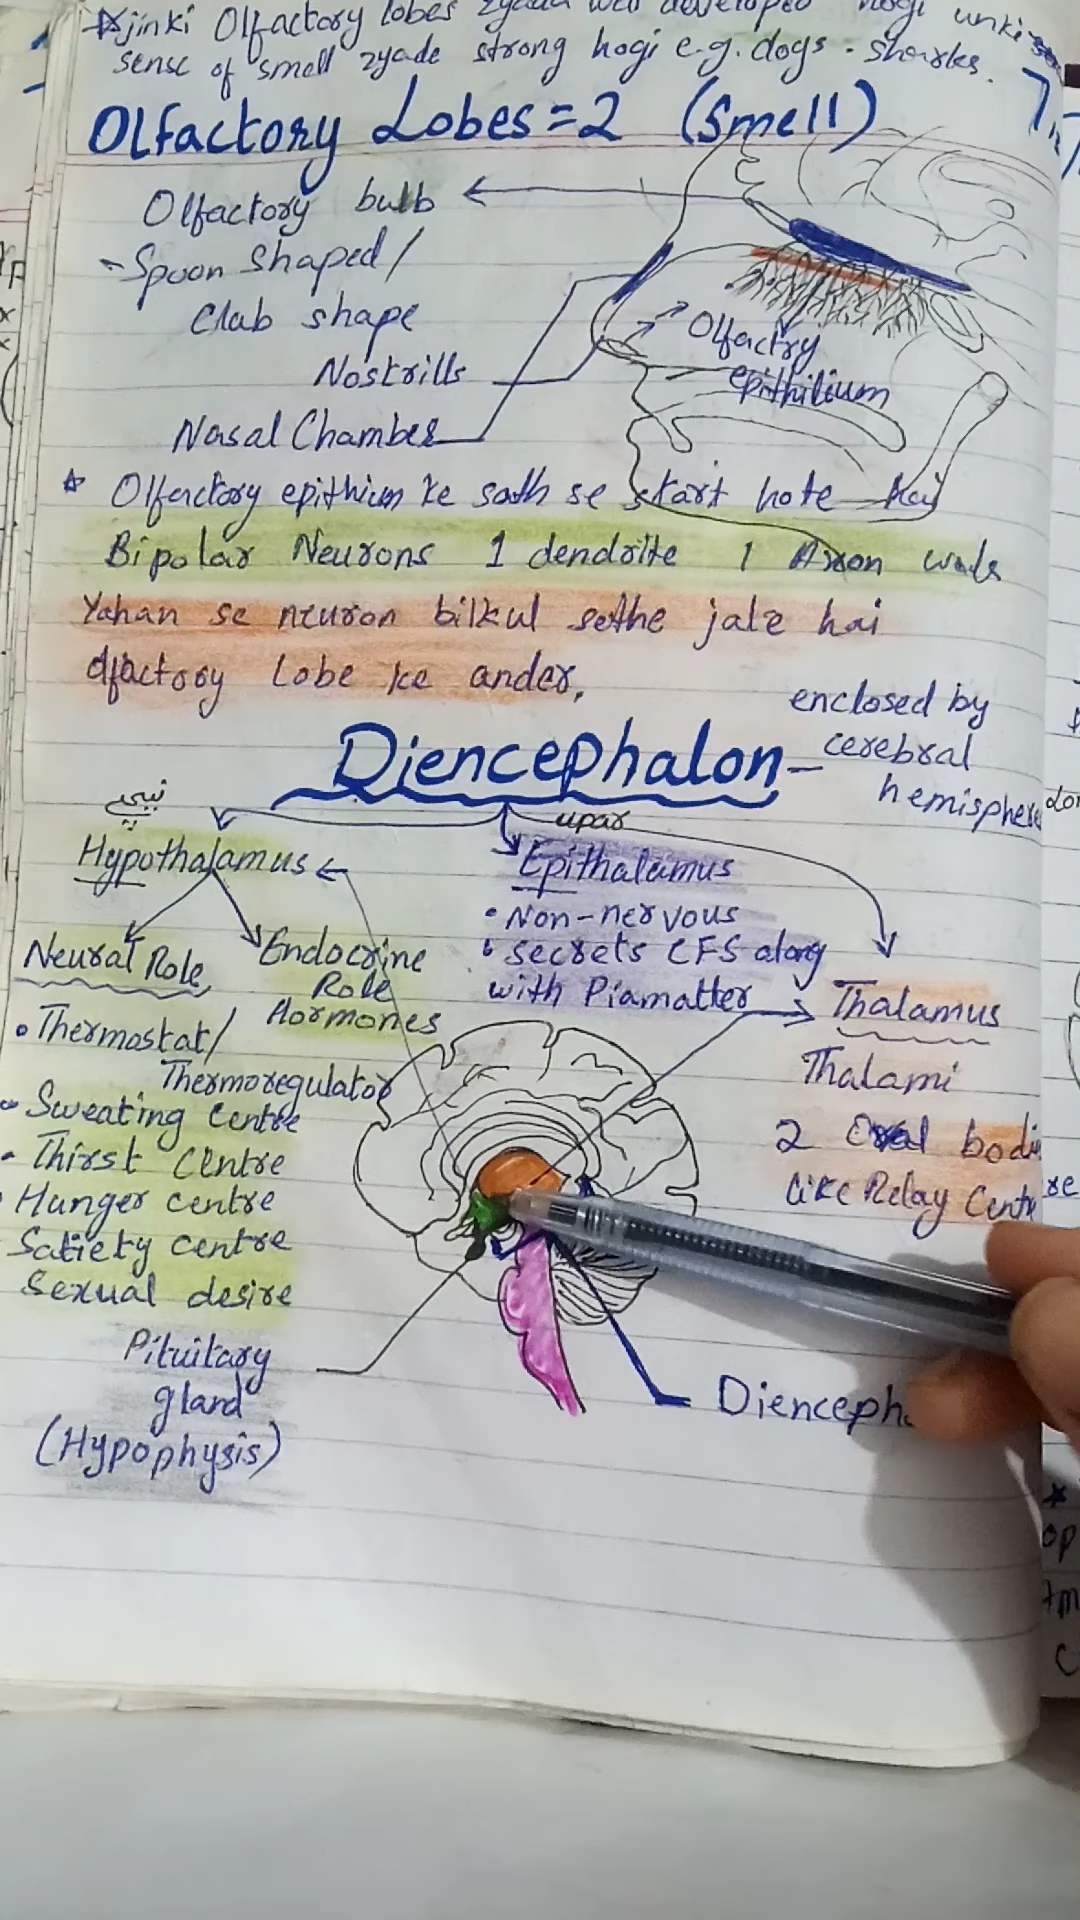 jinki Olfactory lobes zyada well developed hogi unki
sense of smell zyade strong hogi e.g. dogs. sharks.
Olfactory Lobes=2 (Smell)
Olfactory bulb
- Spoon shaped/
Clab shape
Nostrills
Nasal Chamber
Olfactry
epithilium
Olfactory epithium ke sath se start hote hai
Bipolar Neurons 1 dendrite 1 Axon wale
Yahan se neuron bilkul sethe jate hai
olfactory Lobe ke ander.
enclosed by
cerebral
hemisphere
Diencephalon
upar
Hypothalamus
Epithalamus
• Non-nervous
• Secrets CFS along
with Piamatter
Neural Role
Endocrine
Role
Hormones
Thalamus
Thalami
2 Oval bodi
like Relay Centr
• Thermostat/
Thermoregulator
Sweating Centre
- Thirst Centre
Hunger centre
Satiety centre
Sexual desire
Pituitary
gland
(Hypophysis)
Dienceph